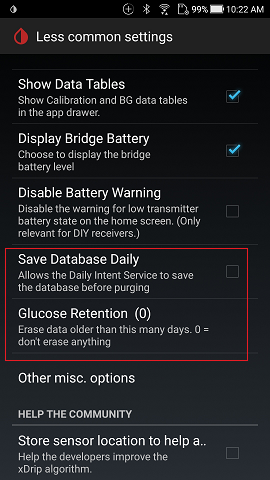 99% 10:22 AM
Less common settings
Show Data Tables
Show Calibration and BG data tables
in the app drawer.
Display Bridge Battery
Choose to display the bridge
battery level
Disable Battery Warning
Disable the warning for low transmitter
battery state on the home screen. (Only
relevant for DIY receivers.)
Save Database Daily
Allows the Daily Intent Service to save
the database before purging
Glucose Retention (0)
Erase data older than this many days. 0 =
don't erase anything
Other misc. options
HELP THE COMMUNITY
Store sensor location to help a..
Help the developers improve the
xDrip algorithm.